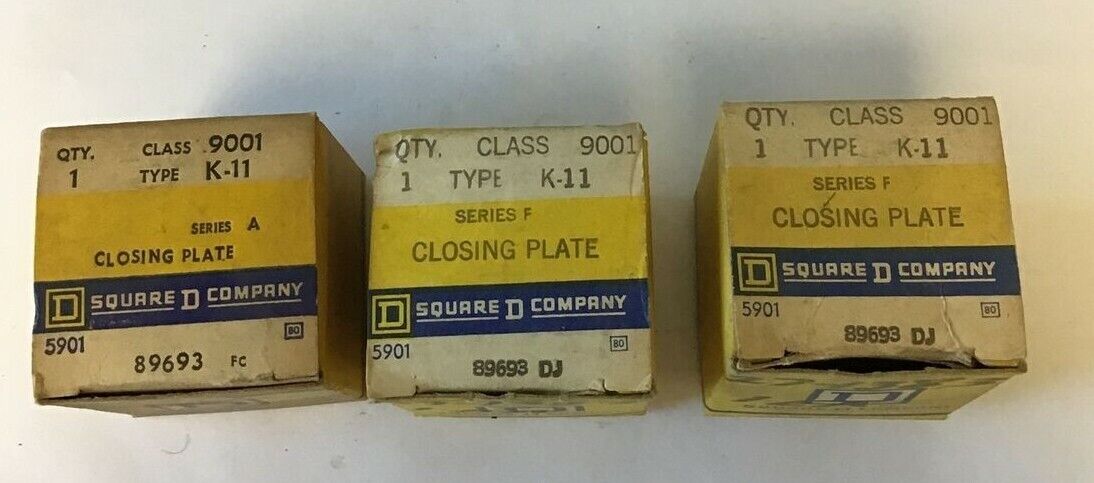 QTY. CLASS 9001
1 TYPE K-11
SERIES A
CLOSING PLATE
D SQUARE D COMPANY
5901 80
89693 FC
QTY. CLASS 9001
1 TYPE K-11
SERIES F
CLOSING PLATE
D SQUARE D COMPANY
5901 80
89693 DJ
QTY. CLASS 9001
1 TYPE K-11
SERIES F
CLOSING PLATE
D SQUARE D COMPANY
5901 80
89693 DJ